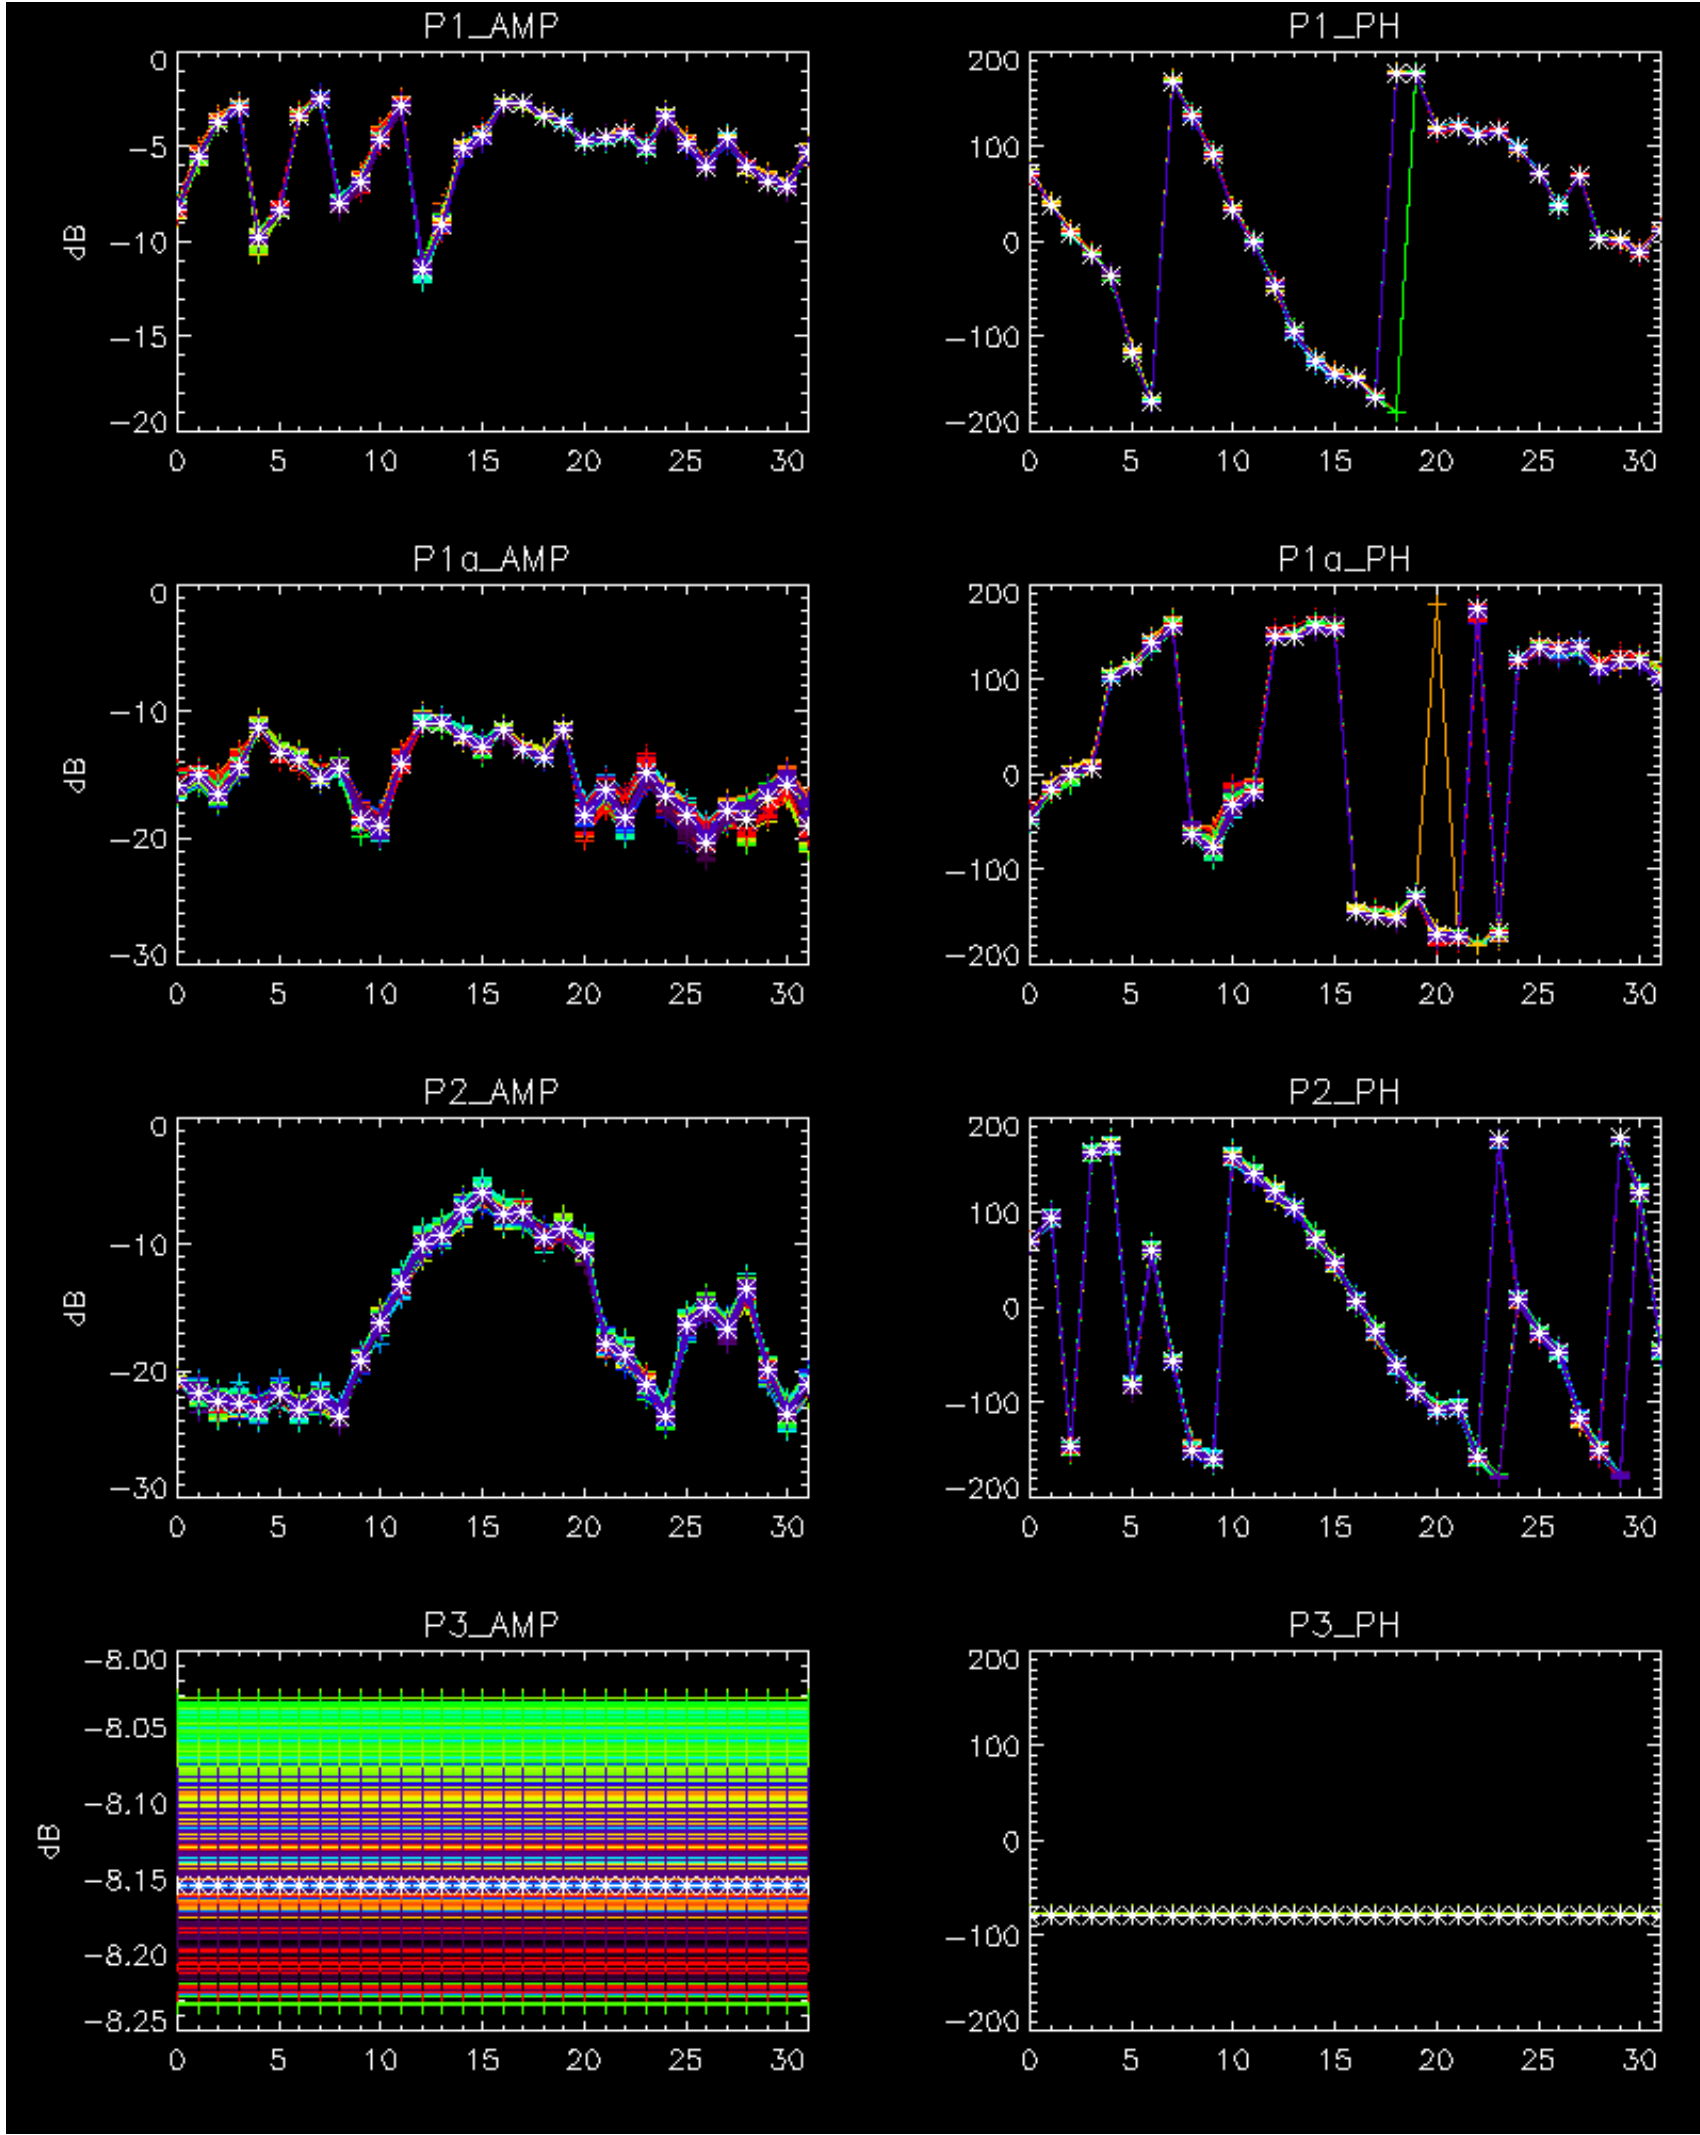 P1_AMP P1_PH
0 200
-5 100
-10 0
-15 -100
-20 -200
dB
0 5 10 15 20 25 30 0 5 10 15 20 25 30
P1a_AMP P1a_PH
0 200
-10 100
0
-20 -100
-30 -200
dB
0 5 10 15 20 25 30 0 5 10 15 20 25 30
P2_AMP P2_PH
0 200
-10 100
0
-20 -100
-30 -200
dB
0 5 10 15 20 25 30 0 5 10 15 20 25 30
P3_AMP P3_PH
-8.00 200
-8.05 100
-8.10 0
-8.15
-8.20 -100
-8.25 -200
dB
0 5 10 15 20 25 30 0 5 10 15 20 25 30